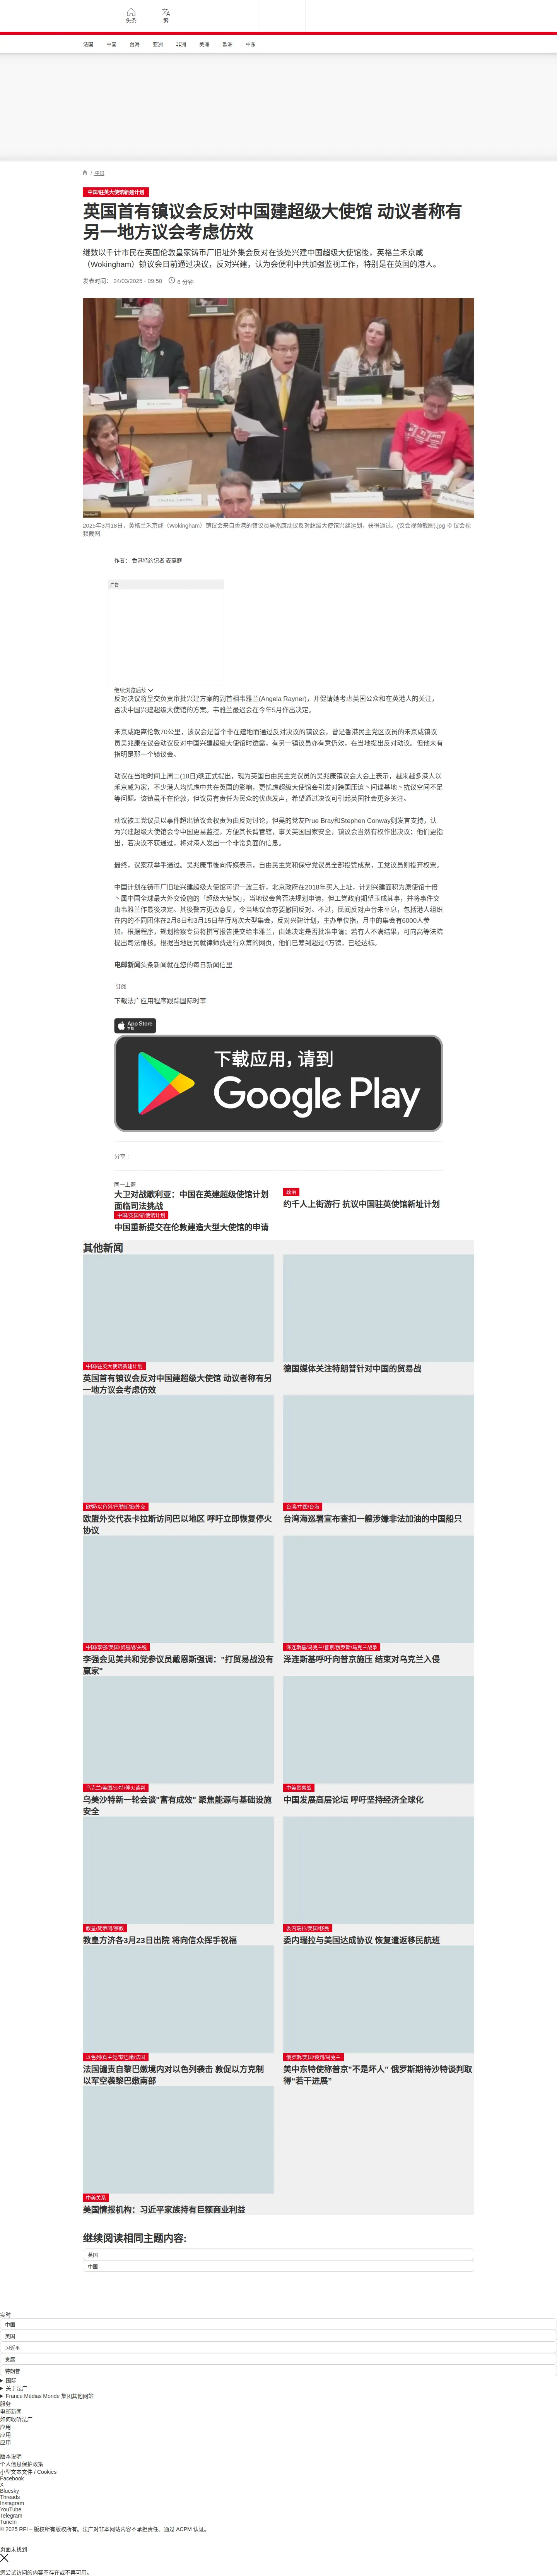 头条
繁
法国
中国
台海
亚洲
非洲
美洲
欧洲
中东
/ 中国
中国/驻英大使馆新建计划
英国首有镇议会反对中国建超级大使馆 动议者称有
另一地方议会考虑仿效
继数以千计市民在英国伦敦皇家铸币厂旧址外集会反对在该处兴建中国超级大使馆後，英格兰禾京咸
（Wokingham）镇议会日前通过决议，反对兴建，认为会便利中共加强监视工作，特别是在英国的港人。
发表时间： 24/03/2025 - 09:50
6 分钟
2025年3月18日，英格兰禾京咸（Wokingham）镇议会来自香港的镇议员吴兆康动议反对超级大使馆兴建运划，获得通过。(议会视频截图).jpg © 议会视
频截图
作者： 香港特约记者 麦燕庭
广告
继续浏览后续
反对决议将呈交负责审批兴建方案的副首相韦雅兰(Angela Rayner)，并促请她考虑英国公众和在英港人的关注，
否决中国兴建超级大使馆的方案。韦雅兰最迟会在今年5月作出决定。
禾京咸距离伦敦70公里，该议会是首个非在建地而通过反对决议的镇议会，曾是香港民主党区议员的禾京咸镇议
员吴兆康在议会动议反对中国兴建超级大使馆时透露，有另一镇议员亦有意仿效，在当地提出反对动议。但他未有
指明是那一个镇议会。
动议在当地时间上周二(18日)晚正式提出，现为英国自由民主党议员的吴兆康镇议会大会上表示，越来越多港人以
禾京咸为家，不少港人均忧虑中共在英国的影响，更忧虑超级大使馆会引发对跨国压迫丶间谍基地丶抗议空间不足
等问题。该镇虽不在伦敦，但议员有责任为民众的忧虑发声，希望通过决议可引起英国社会更多关注。
动议被工党议员以事件超出镇议会权责为由反对讨论，但吴的党友Prue Bray和Stephen Conway则发言支持，认
为兴建超级大使馆会令中国更易监控，方便其长臂管辖，事关英国国家安全，镇议会当然有权作出决议；他们更指
出，若决议不获通过，将对港人发出一个非常负面的信息。
最终，议案获举手通过。吴兆康事後向传媒表示，自由民主党和保守党议员全部投赞成票，工党议员则投弃权票。
中国计划在铸币厂旧址兴建超级大使馆可谓一波三折，北京政府在2018年买入上址，计划兴建面积为原使馆十倍
丶属中国全球最大外交设施的「超级大使馆」，当地议会曾否决规划申请，但工党政府期望玉成其事，并将事件交
由韦雅兰作最後决定。其後警方更改意见，令当地议会亦要撤回反对。不过，民间反对声音未平息，包括港人组织
在内的不同团体在2月8日和3月15日举行两次大型集会，反对兴建计划，主办单位指，月中的集会有6000人参
加。根据程序，规划检察专员将撰写报告提交给韦雅兰，由她决定是否批准申请；若有人不满结果，可向高等法院
提出司法覆核。根据当地居民就律师费进行众筹的网页，他们已筹到超过4万镑，已经达标。
电邮新闻头条新闻就在您的每日新闻信里
订阅
下载法广应用程序跟踪国际时事
App Store
下载
下载应用，请到
Google Play
分享 :
同一主题
大卫对战歌利亚：中国在英建超级使馆计划
面临司法挑战
政治
约千人上街游行 抗议中国驻英使馆新址计划
中国/英国/新使馆计划
中国重新提交在伦敦建造大型大使馆的申请
其他新闻
中国/驻英大使馆新建计划
英国首有镇议会反对中国建超级大使馆 动议者称有另
一地方议会考虑仿效
德国媒体关注特朗普针对中国的贸易战
欧盟/以色列/巴勒斯坦/外交
欧盟外交代表卡拉斯访问巴以地区 呼吁立即恢复停火
协议
台湾/中国/台海
台湾海巡署宣布查扣一艘涉嫌非法加油的中国船只
中国/李强/美国/贸易战/关税
李强会见美共和党参议员戴恩斯强调："打贸易战没有
赢家"
泽连斯基/乌克兰/普京/俄罗斯/乌克兰战争
泽连斯基呼吁向普京施压 结束对乌克兰入侵
乌克兰/美国/沙特/停火谈判
乌美沙特新一轮会谈"富有成效" 聚焦能源与基础设施
安全
中美贸易战
中国发展高层论坛 呼吁坚持经济全球化
教皇/梵蒂冈/宗教
教皇方济各3月23日出院 将向信众挥手祝福
委内瑞拉/美国/移民
委内瑞拉与美国达成协议 恢复遣返移民航班
以色列/真主党/黎巴嫩/法国
法国谴责自黎巴嫩境内对以色列袭击 敦促以方克制
以军空袭黎巴嫩南部
俄罗斯/美国/谈判/乌克兰
美中东特使称普京"不是坏人" 俄罗斯期待沙特谈判取
得"若干进展"
中美关系
美国情报机构：习近平家族持有巨额商业利益
继续阅读相同主题内容:
英国
中国
实时
中国
美国
习近平
贪腐
特朗普
国际
关于法广
France Médias Monde 集团其他网站
服务
电邮新闻
如何收听法广
应用
应用
应用
版本说明
个人信息保护政策
小型文本文件 / Cookies
Facebook
X
Bluesky
Threads
Instagram
YouTube
Telegram
TuneIn
© 2025 RFI – 版权所有版权所有。法广对非本网站内容不承担责任。通过 ACPM 认证。
页面未找到
您尝试访问的内容不存在或不再可用。